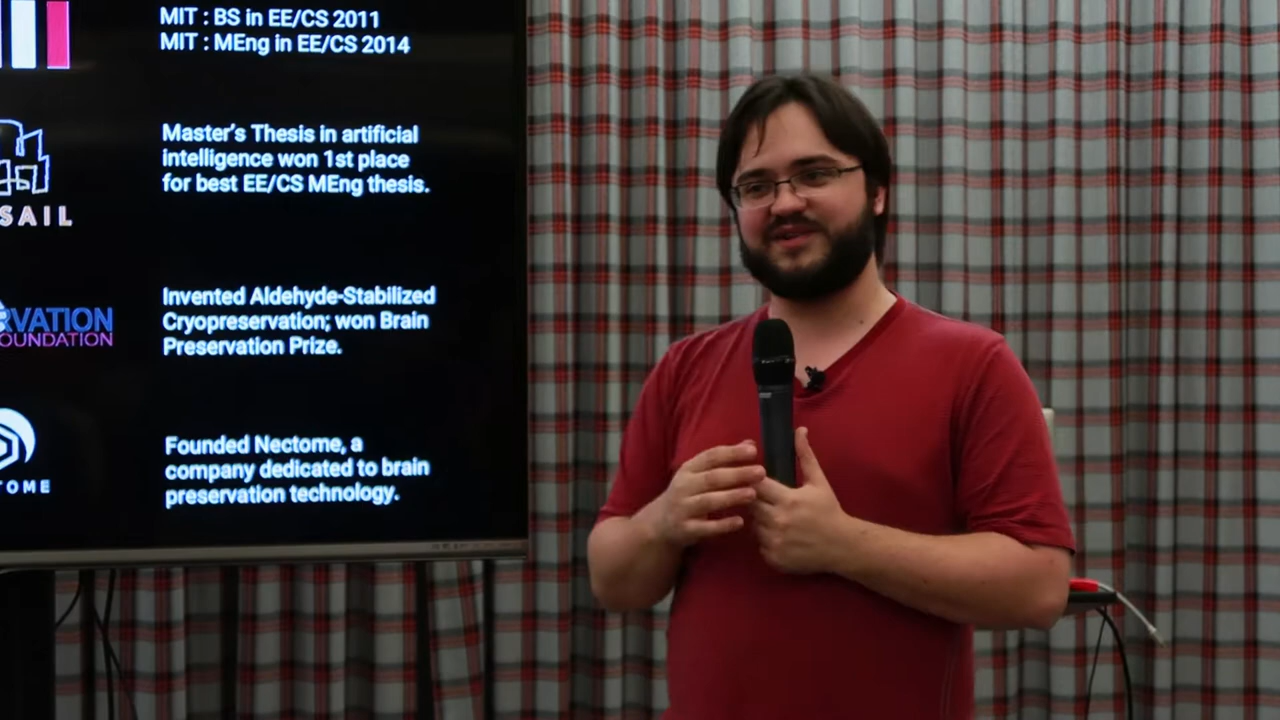 MIT : BS in EE/CS 2011
MIT : MEng in EE/CS 2014
SAIL
Master's Thesis in artificial
intelligence won 1st place
for best EE/CS MEng thesis.
RVATION
OUNDATION
Invented Aldehyde-Stabilized
Cryopreservation; won Brain
Preservation Prize.
TOME
Founded Nectome, a
company dedicated to brain
preservation technology.